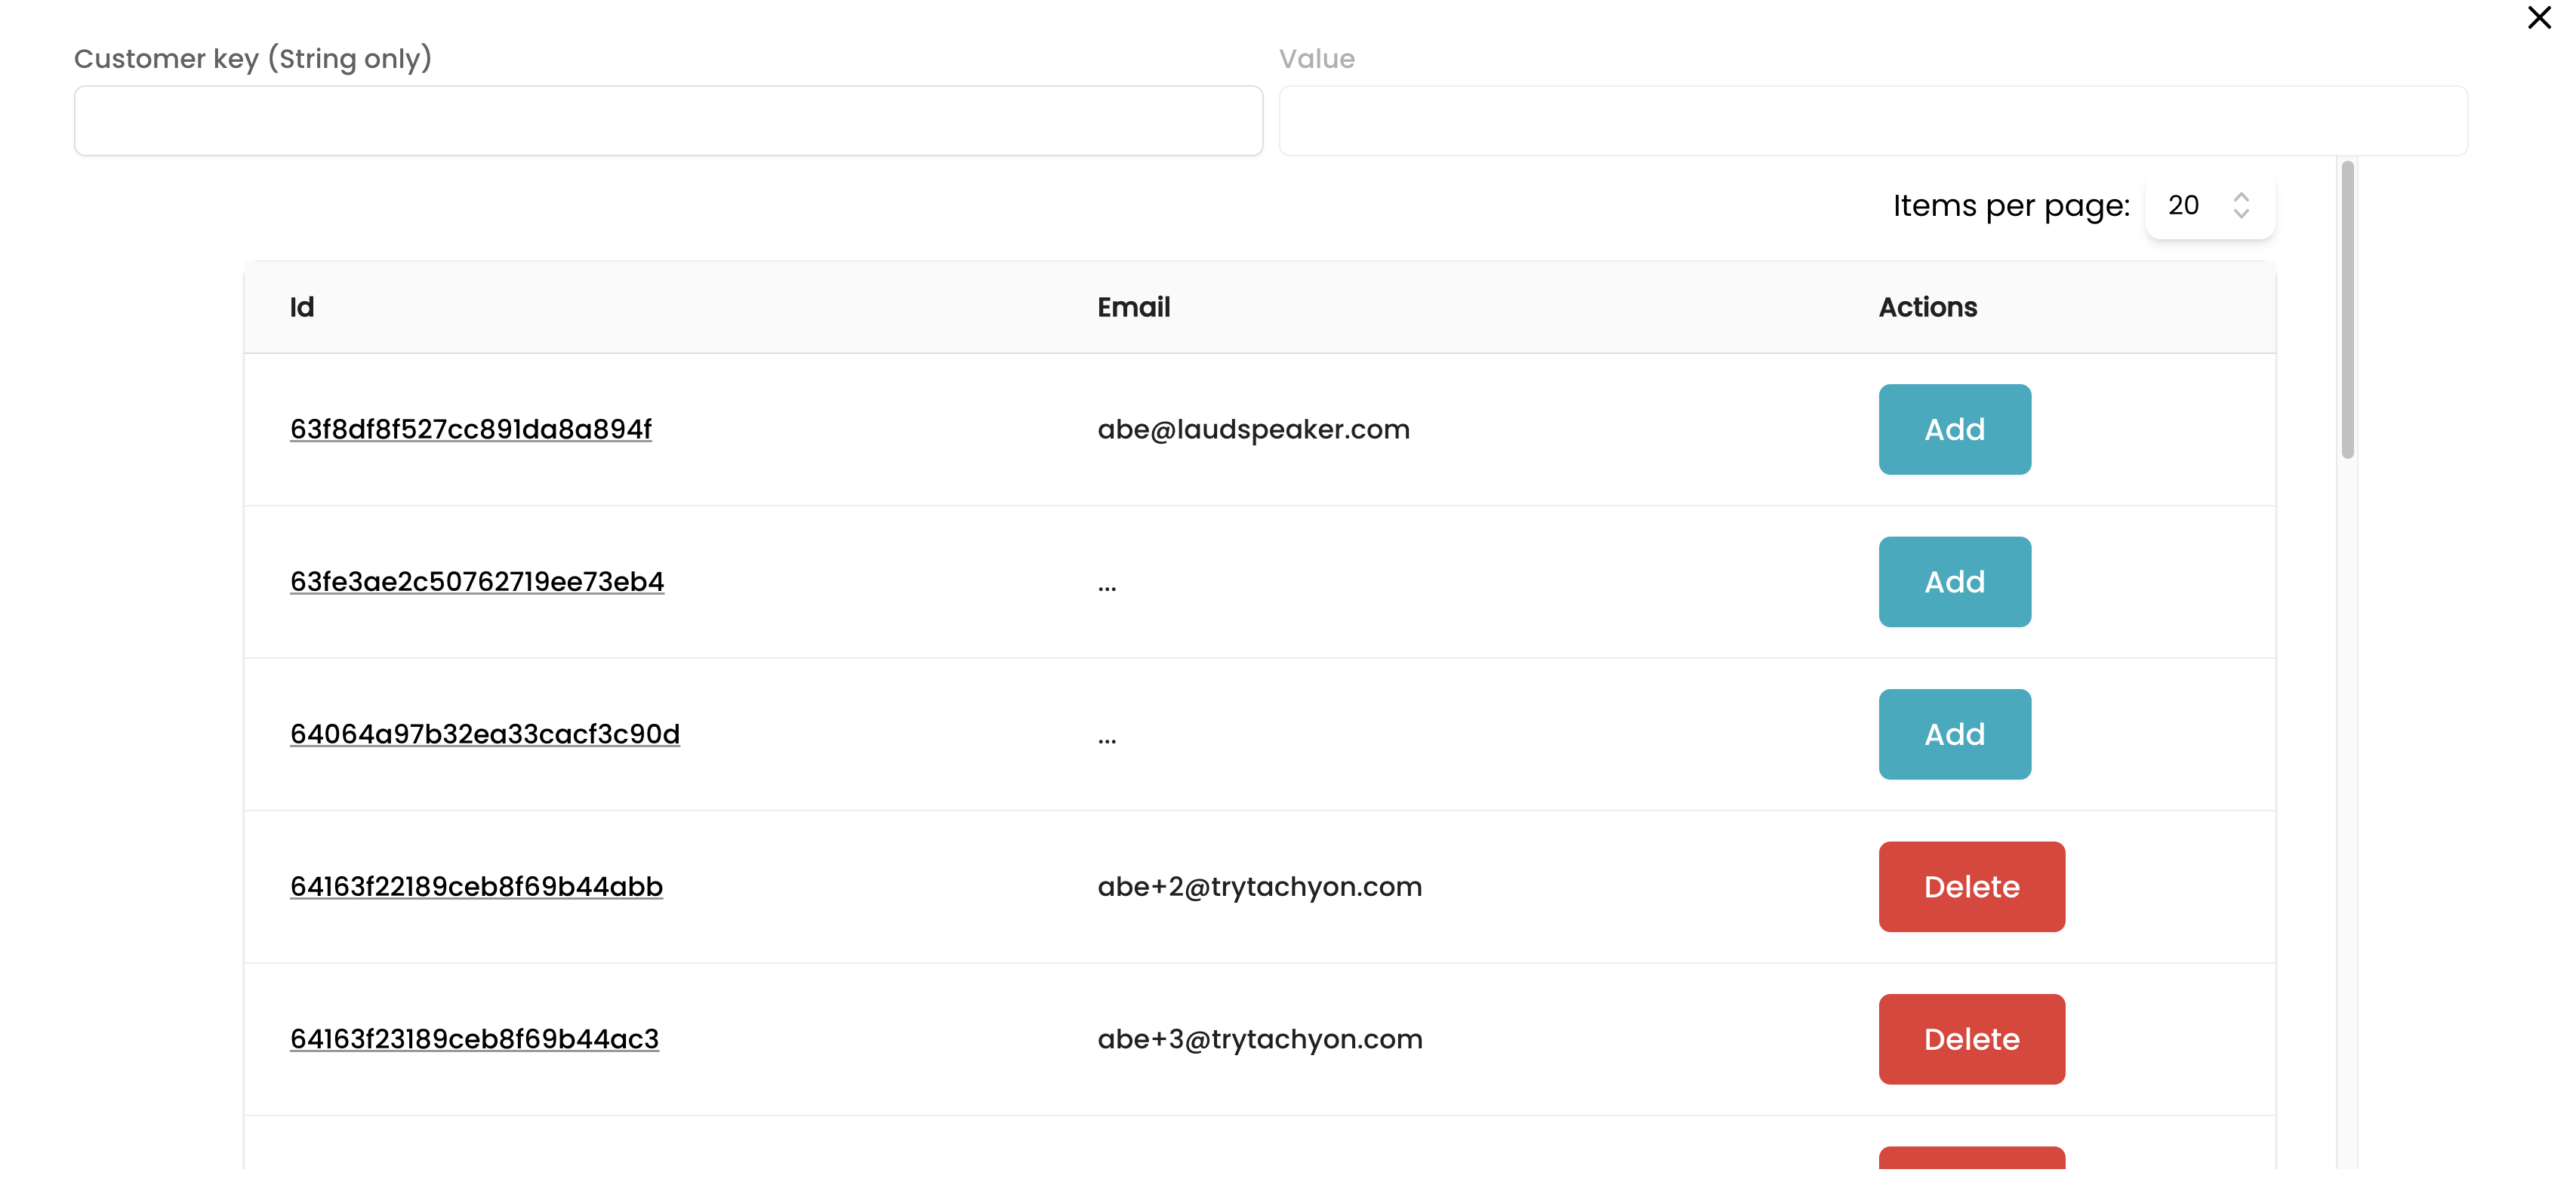 Customer key (String only) Value
Items per page: 20
Id Email Actions
63f8df8f527cc891da8a894f abe@laudspeaker.com Add
63fe3ae2c50762719ee73eb4 ... Add
64064a97b32ea33cacf3c90d ... Add
64163f22189ceb8f69b44abb abe+2@trytachyon.com Delete
64163f23189ceb8f69b44ac3 abe+3@trytachyon.com Delete